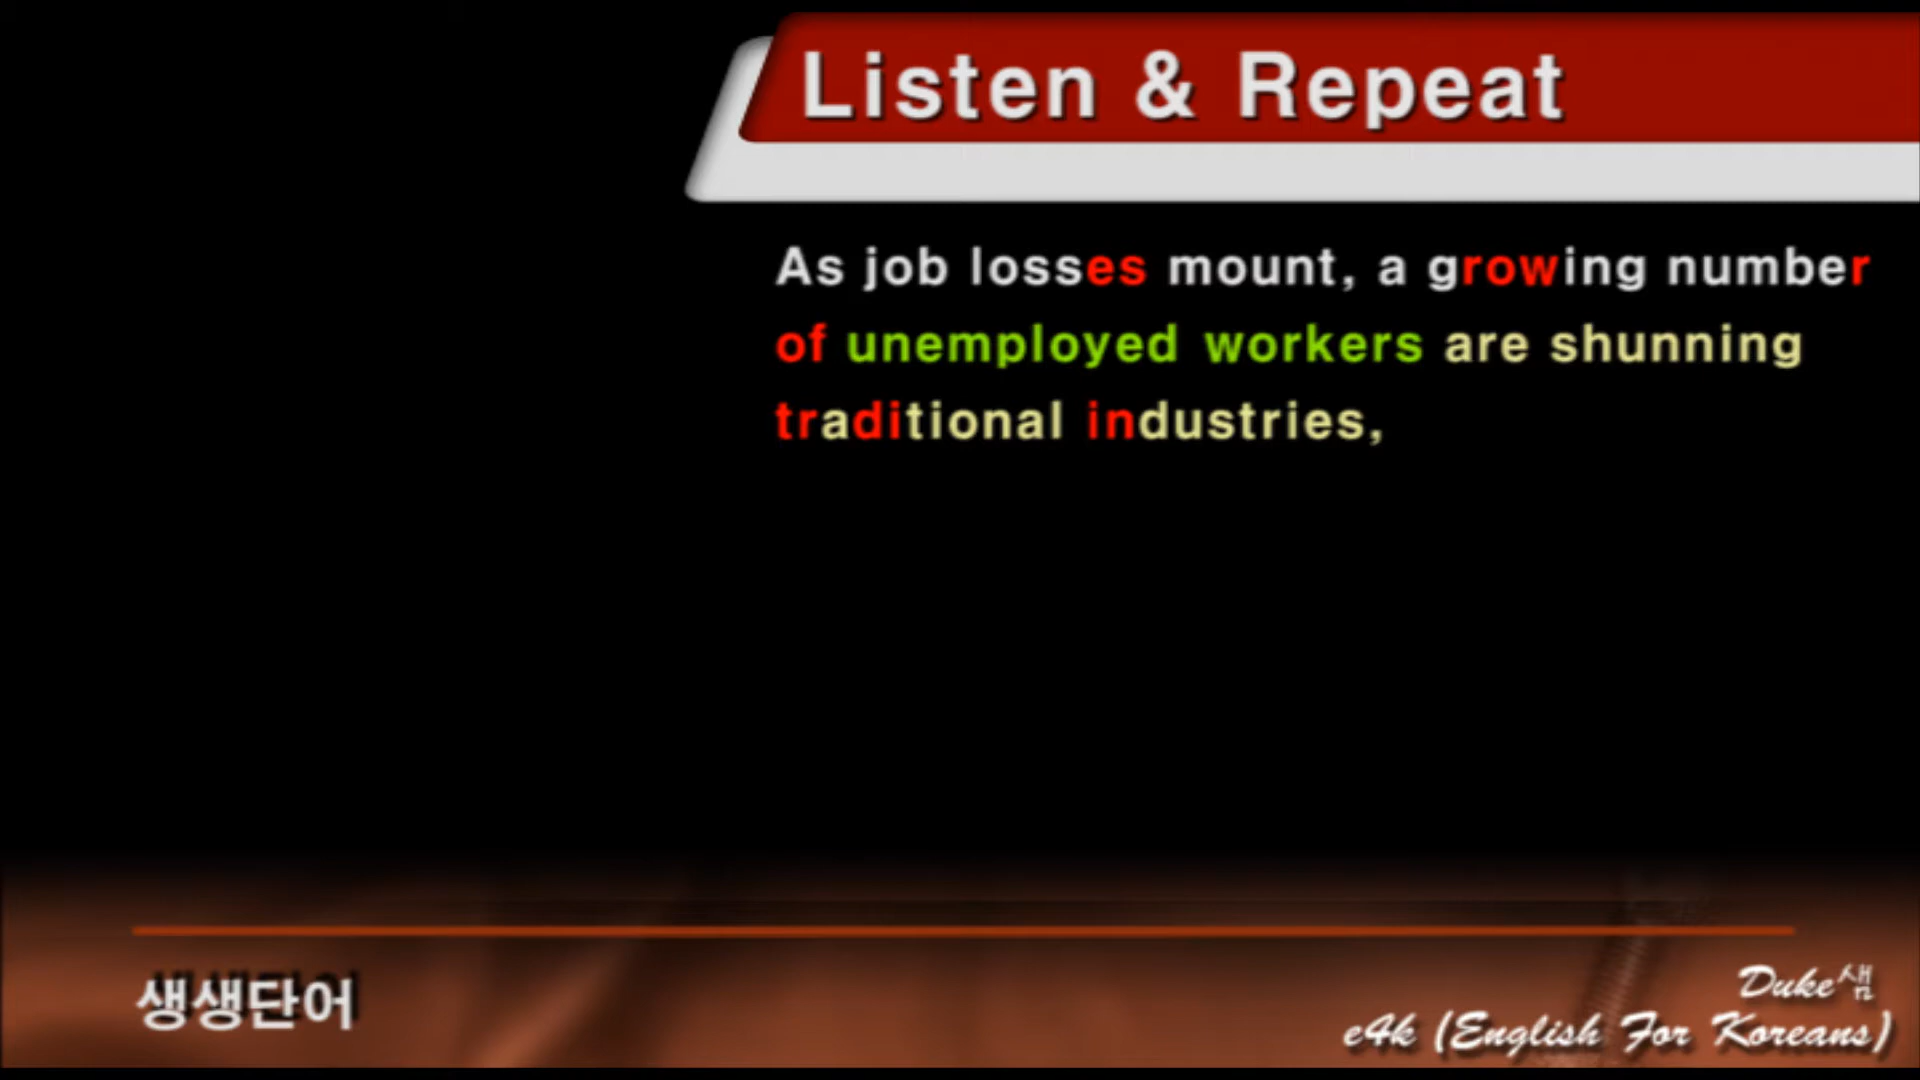 Listen & Repeat
As job losses mount, a growing number
of unemployed workers are shunning
traditional industries,
생생단어
Duke샘
e4k (English For Koreans)